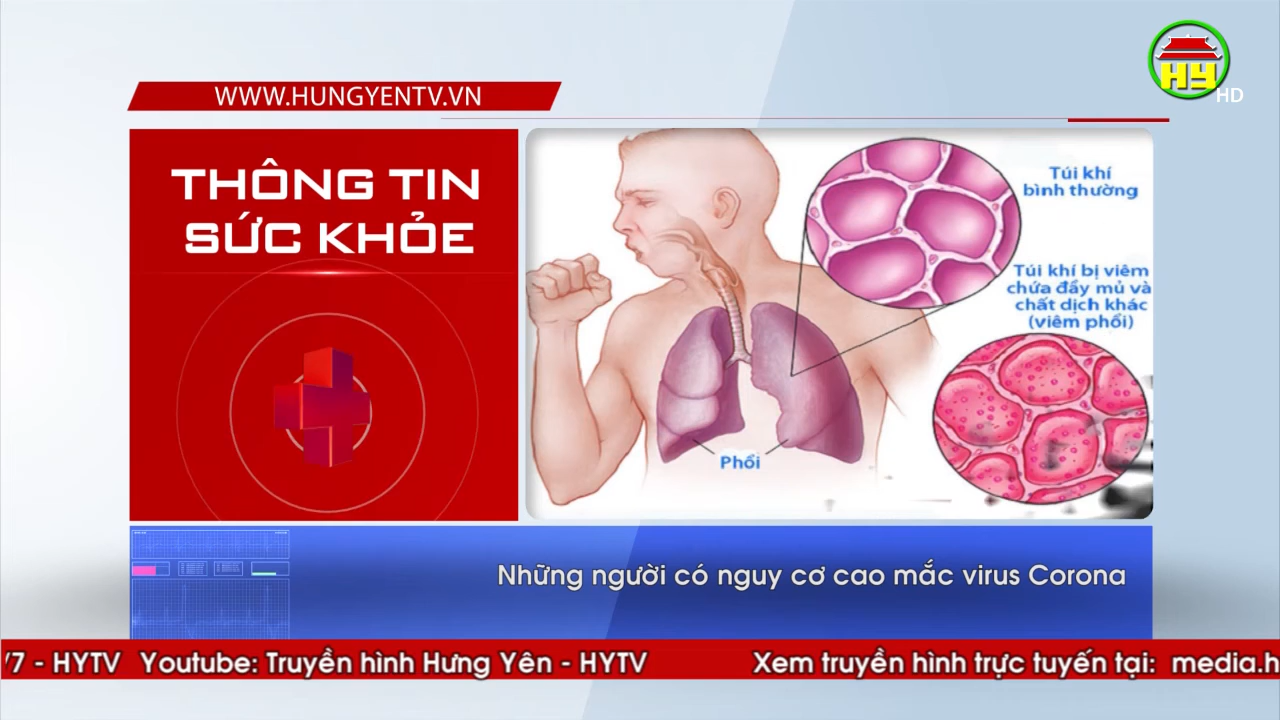 HY
HD
WWW.HUNGYENTV.VN
THÔNG TIN
SỨC KHỎE
Túi khí
bình thường
Túi khí bị viêm
chứa đầy mủ và
chất dịch khác
(viêm phổi)
Phổi
Những người có nguy cơ cao mắc virus Corona
/7 - HYTV Youtube: Truyền hình Hưng Yên - HYTV Xem truyền hình trực tuyến tại: media.h